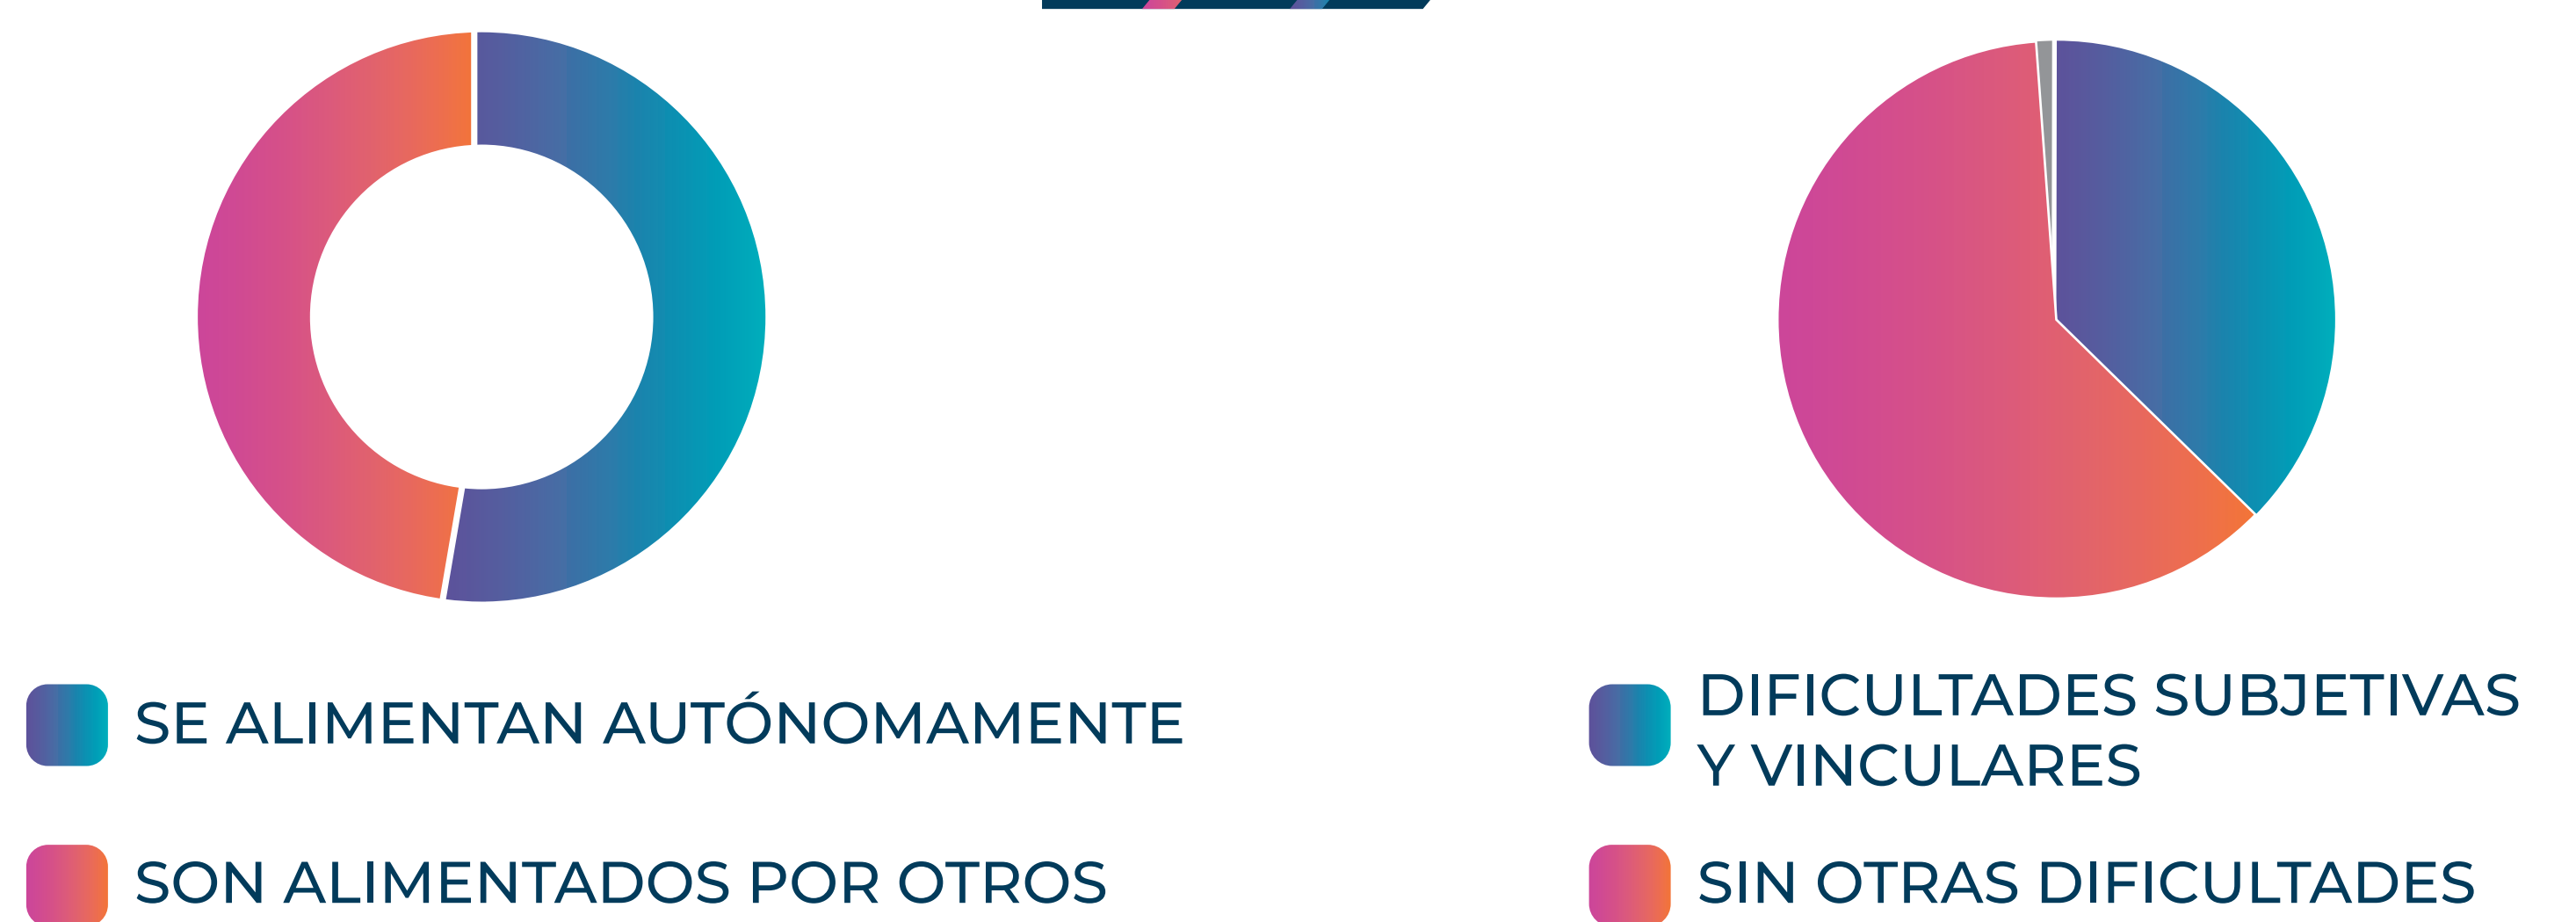 SE ALIMENTAN AUTÓNOMAMENTE
SON ALIMENTADOS POR OTROS
DIFICULTADES SUBJETIVAS
Y VINCULARES
SIN OTRAS DIFICULTADES